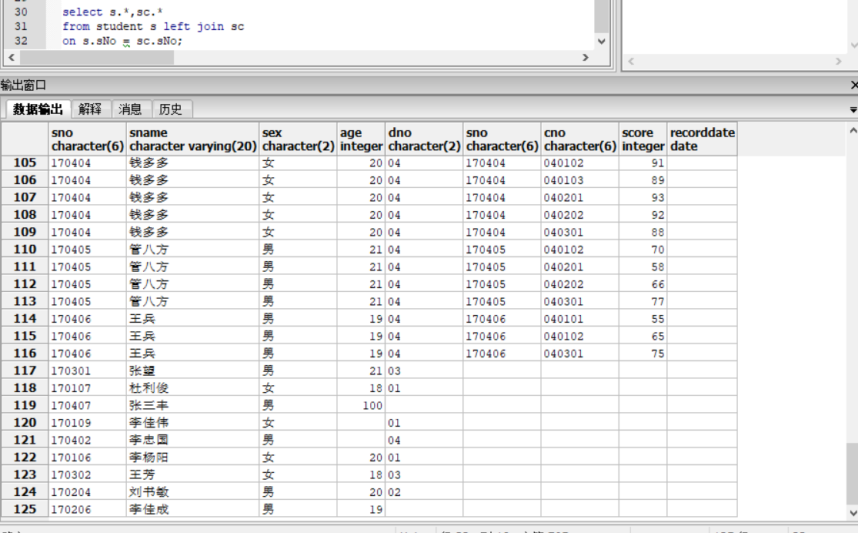 30 select s.*,sc.*
31 from student s left join sc
32 on s.sNo = sc.sNo;
输出窗口
数据输出 解释 消息 历史
sno sname sex age dno sno cno score recorddate
character(6) character varying(20) character(2) integer character(2) character(6) character(6) integer date
105 170404 钱多多 女 20 04 170404 040102 91
106 170404 钱多多 女 20 04 170404 040103 89
107 170404 钱多多 女 20 04 170404 040201 93
108 170404 钱多多 女 20 04 170404 040202 92
109 170404 钱多多 女 20 04 170404 040301 88
110 170405 管八方 男 21 04 170405 040102 70
111 170405 管八方 男 21 04 170405 040201 58
112 170405 管八方 男 21 04 170405 040202 66
113 170405 管八方 男 21 04 170405 040301 77
114 170406 王兵 男 19 04 170406 040101 55
115 170406 王兵 男 19 04 170406 040102 65
116 170406 王兵 男 19 04 170406 040301 75
117 170301 张望 男 21 03
118 170107 杜利俊 女 18 01
119 170407 张三丰 男 100
120 170109 李佳伟 女 01
121 170402 李忠国 男 04
122 170106 李杨阳 女 20 01
123 170302 王芳 女 18 03
124 170204 刘书敏 男 20 02
125 170206 李佳成 男 19